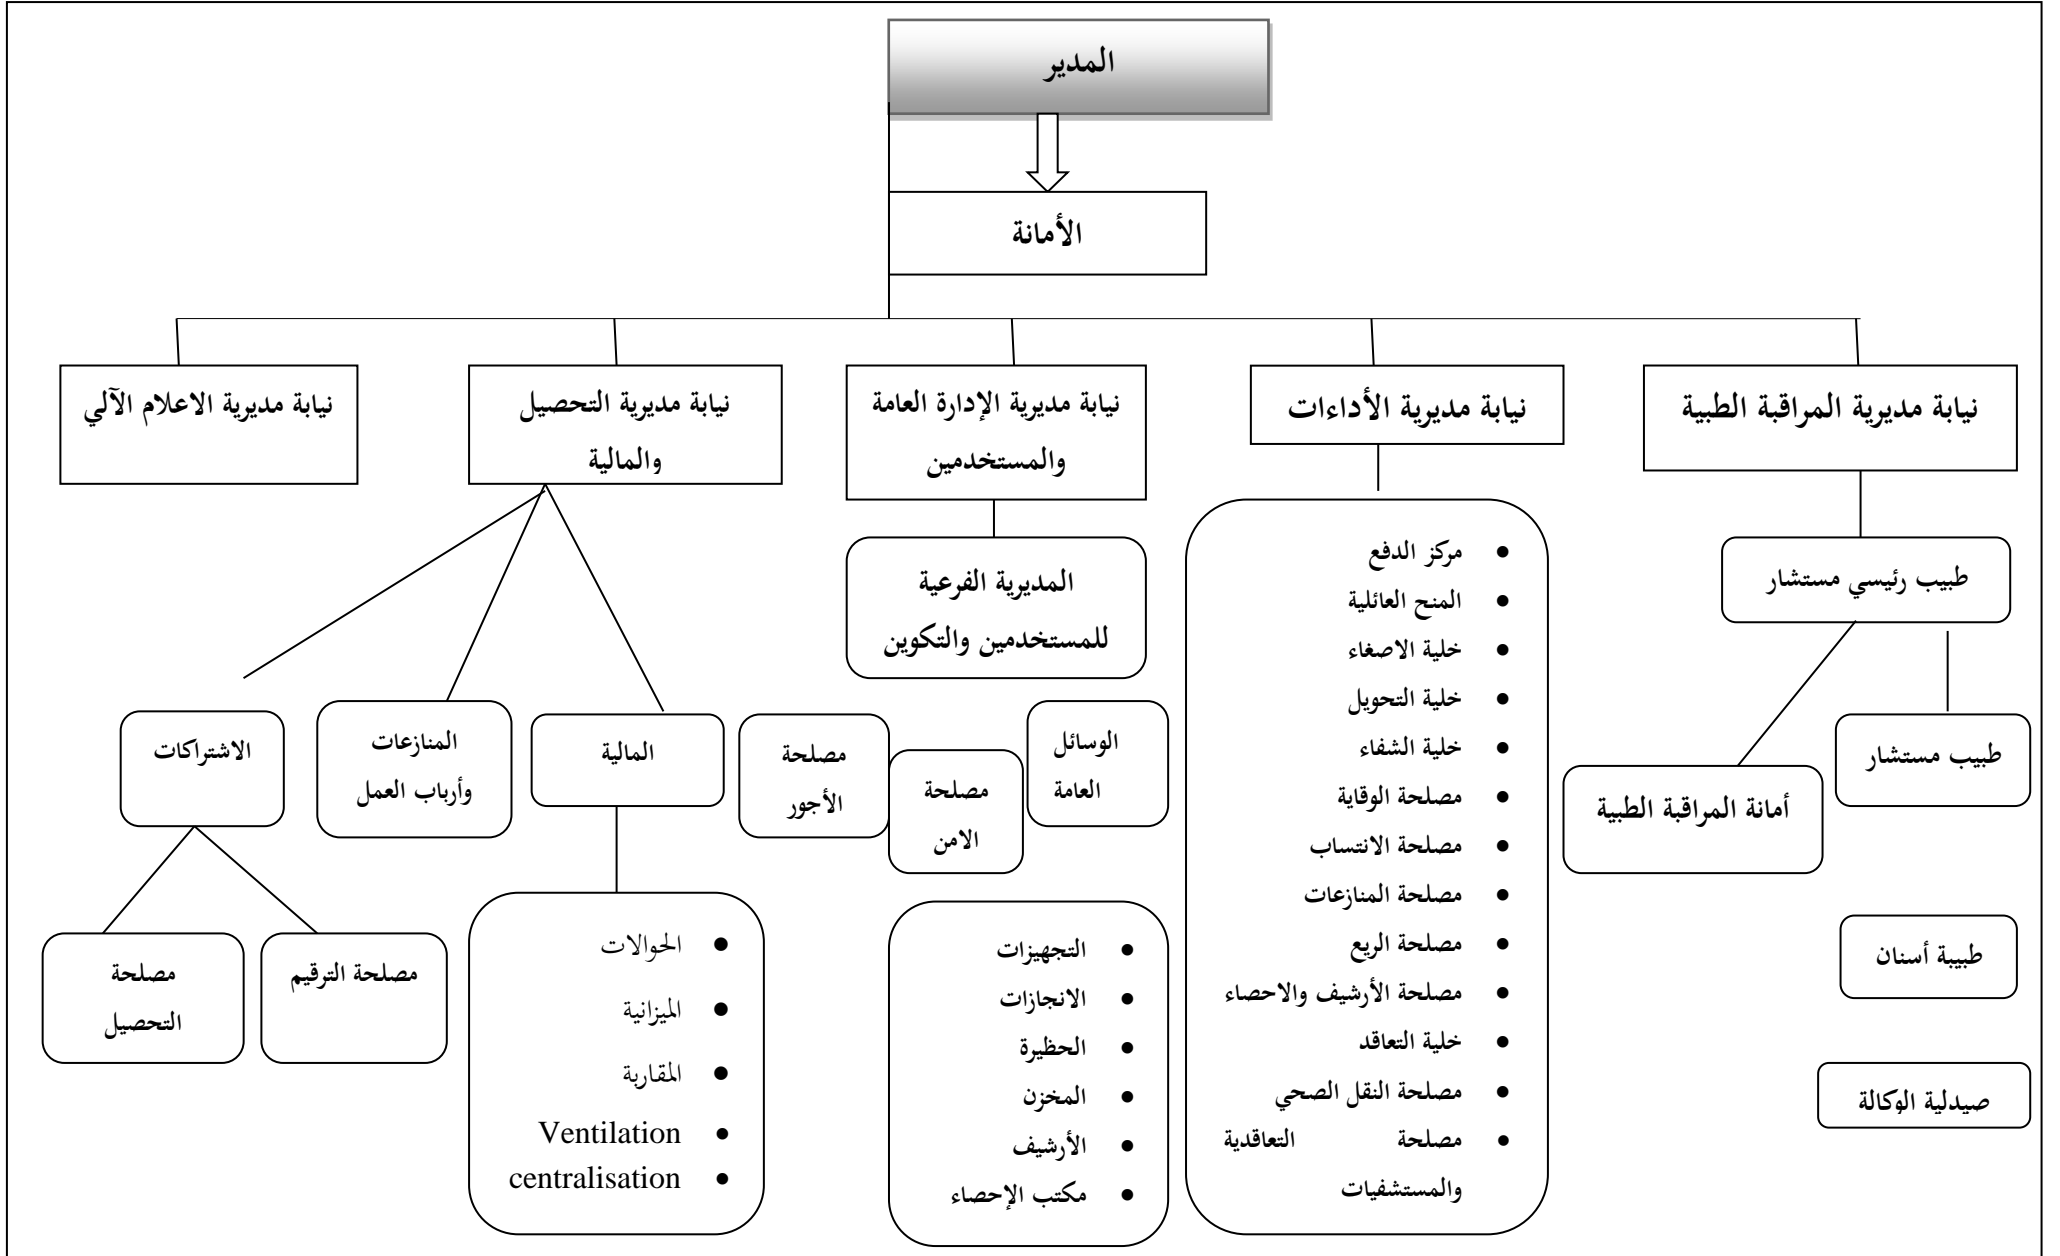 المدير
الأمانة
نيابة مديرية المراقبة الطبية
نيابة مديرية الأداءات
نيابة مديرية الإدارة العامة
والمستخدمين
نيابة مديرية التحصيل
والمالية
نيابة مديرية الاعلام الآلي
طبيب رئيسي مستشار
طبيب مستشار
أمانة المراقبة الطبية
طبيبة أسنان
صيدلية الوكالة
• مركز الدفع
• المنح العائلية
• خلية الاصغاء
• خلية التحويل
• خلية الشفاء
• مصلحة الوقاية
• مصلحة الانتساب
• مصلحة المنازعات
• مصلحة الريع
• مصلحة الأرشيف والاحصاء
• خلية التعاقد
• مصلحة النقل الصحي
• مصلحة التعاقدية
والمستشفيات
المديرية الفرعية
للمستخدمين والتكوين
الوسائل
العامة
مصلحة
الامن
مصلحة
الأجور
• التجهيزات
• الانجازات
• الحظيرة
• المخزن
• الأرشيف
• مكتب الإحصاء
المالية
المنازعات
وأرباب العمل
الاشتراكات
• الحوالات
• الميزانية
• المقاربة
• Ventilation
• centralisation
مصلحة الترقيم
مصلحة
التحصيل